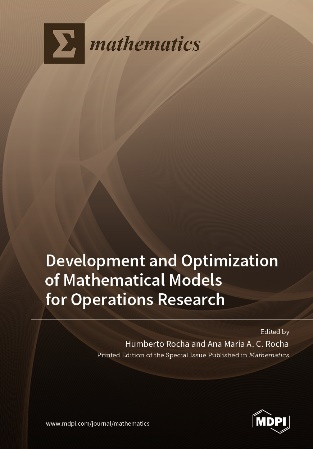 Σ mathematics
Development and Optimization
of Mathematical Models
for Operations Research
Edited by
Humberto Rocha and Ana Maria A. C. Rocha
Printed Edition of the Special Issue Published in Mathematics
www.mdpi.com/journal/mathematics
MDPI